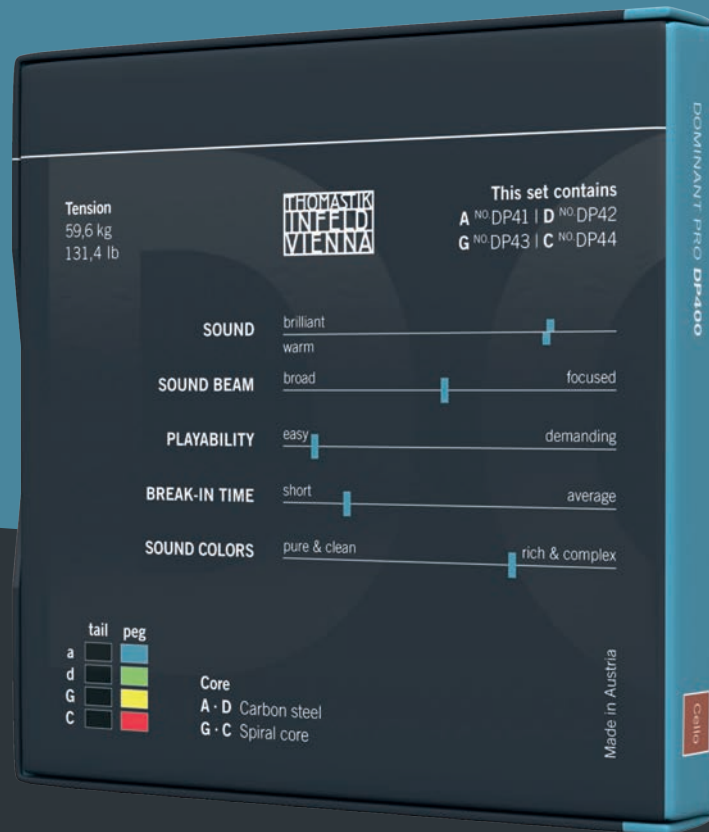 Tension
59,6 kg
131,4 lb
THOMASTIK
INFELD
VIENNA
This set contains
A NO. DP41 | D NO. DP42
G NO. DP43 | C NO. DP44
SOUND
brilliant
warm
SOUND BEAM
broad
focused
PLAYABILITY
easy
demanding
BREAK-IN TIME
short
average
SOUND COLORS
pure & clean
rich & complex
tail peg
a
d
G
C
Core
A · D Carbon steel
G · C Spiral core
Made in Austria
DOMINANT PRO DP400
Cello